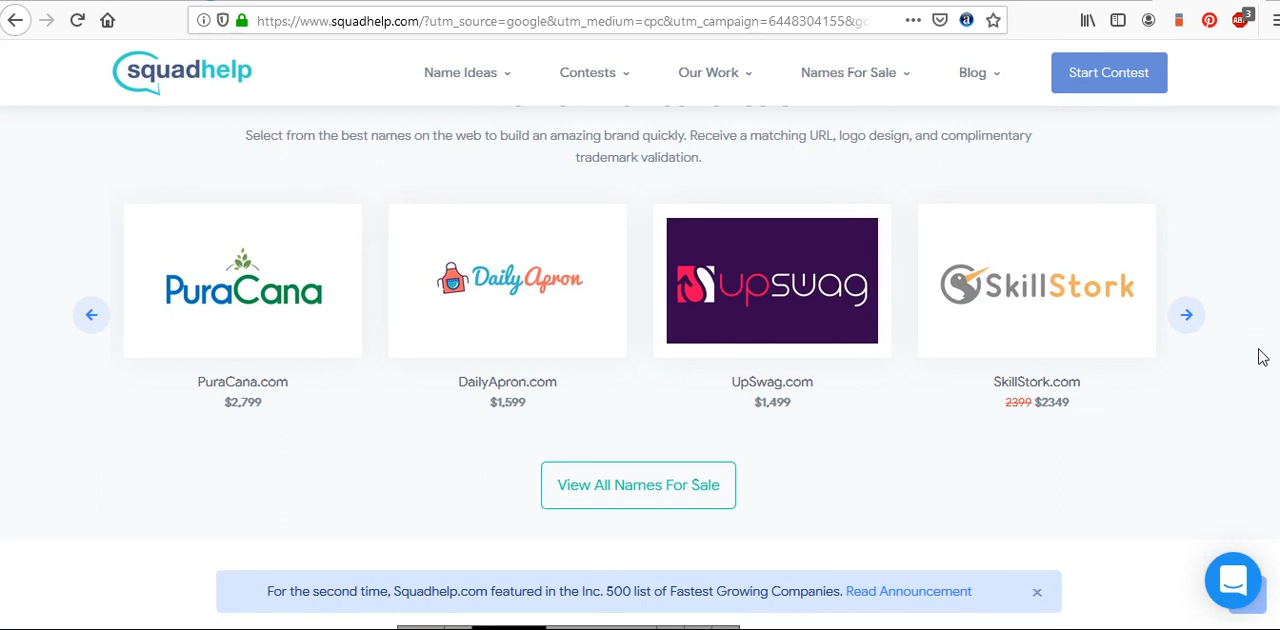 https://www.squadhelp.com/?utm_source=google&utm_medium=cpc&utm_campaign=6448304155&g
ABP
3
squadhelp
Name Ideas
Contests
Our Work
Names For Sale
Blog
Start Contest
Select from the best names on the web to build an amazing brand quickly. Receive a matching URL, logo design, and complimentary
trademark validation.
PuraCana
Daily Apron
upswag
SkillStork
PuraCana.com
DailyApron.com
UpSwag.com
SkillStork.com
$2,799
$1,599
$1,499
2399 $2349
View All Names For Sale
For the second time, Squadhelp.com featured in the Inc. 500 list of Fastest Growing Companies. Read Announcement